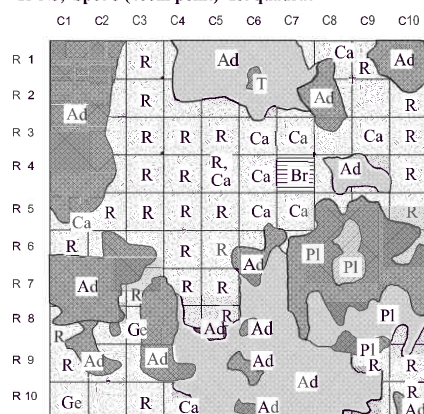 C1 C2 C3 C4 C5 C6 C7 C8 C9 C10
R 1 R Ad Ca R Ad
R 2 Ad R T Ad R
R 3 R R R Ca Ca Ca R
R 4 R R R, Ca Ca Br Ad
R 5 Ca R R R R Ca Ca R
R 6 R R R Ad Pl Pl
R 7 Ad R R R
R 8 Ge Ad R Ad Pl
R 9 R Ad Ad Ad Pl R R
R 10 Ge R Ca Ad Ad R Ad